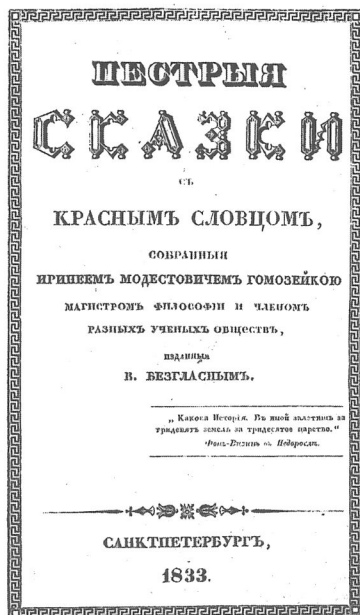 ПЕСТРЫЯ
СКАЗКИ
съ
КРАСНЫМЪ СЛОВЦОМЪ,
СОБРАННЫЯ
ИРИНЕЕМЪ МОДЕСТОВИЧЕМЪ ГОМОЗЕЙКОЮ
МАГИСТРОМЪ ФИЛОСОФІИ И ЧЛЕНОМЪ
РАЗНЫХЪ УЧЕНЫХЪ ОБЩЕСТВЪ,
ИЗДАННЫЯ
В. БЕЗГЛАСНЫМЪ.
„ Какова Исторія. Въ иной залетишь за
тридевять земель за тридесятое царство.“
Фонъ-Визинъ въ Недорослѣ.
САНКТПЕТЕРБУРГЪ,
1833.